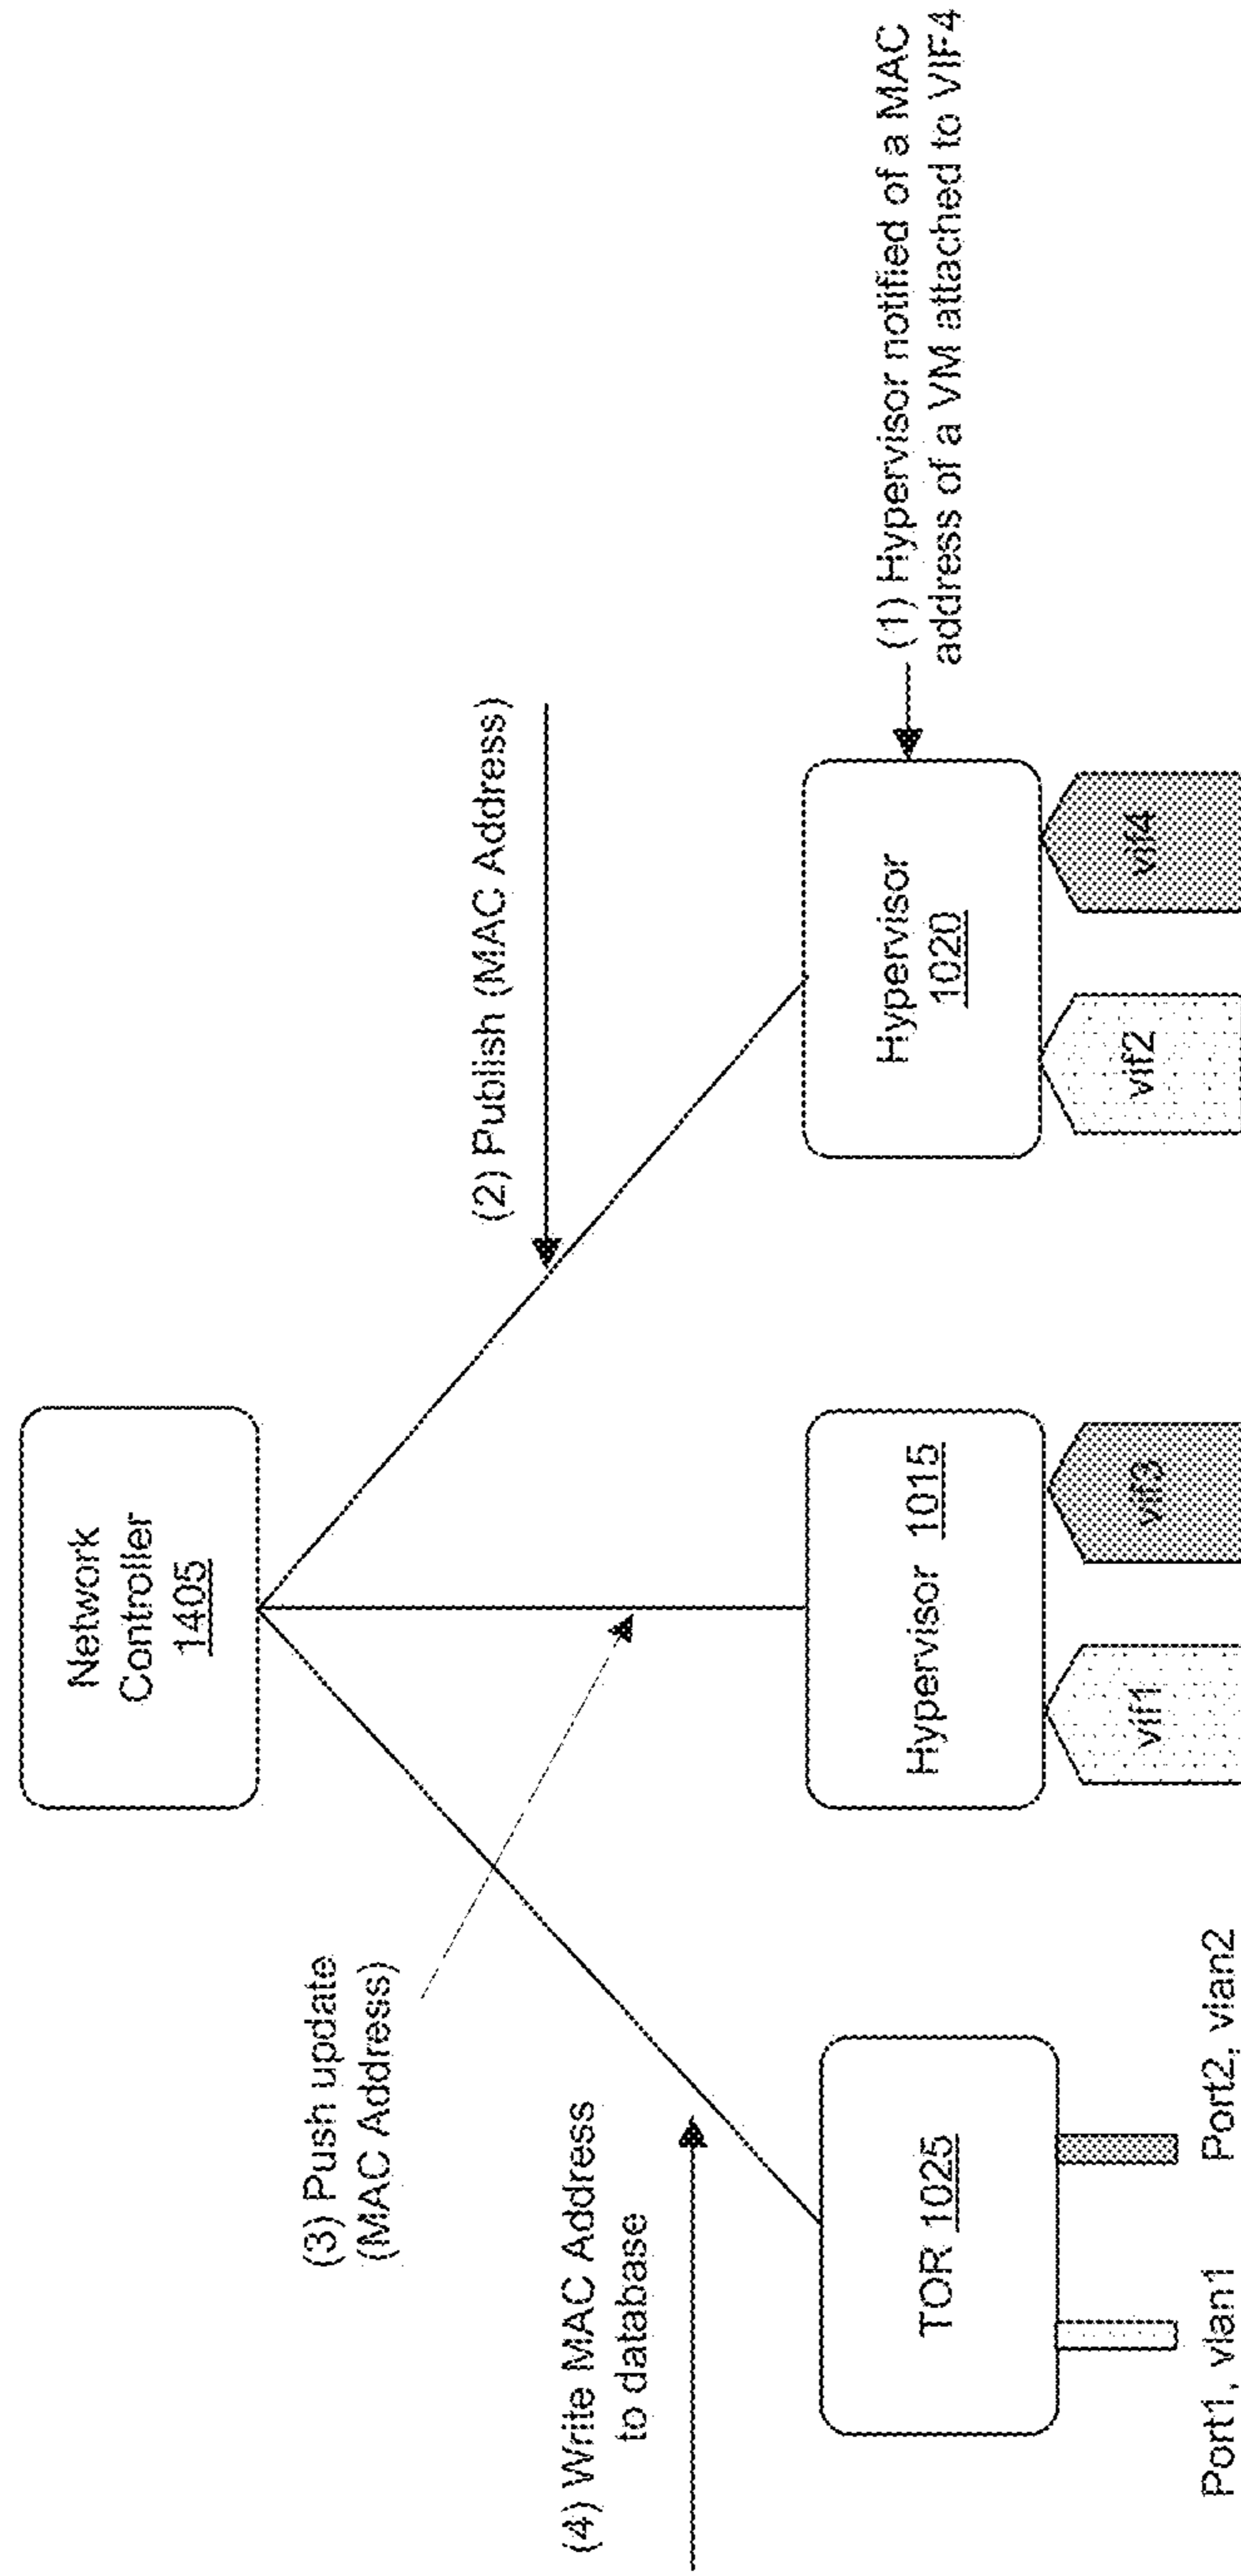 Network
Controller
1405
(2) Publish (MAC Address)
(3) Push update
(MAC Address)
(4) Write MAC Address
to database
(1) Hypervisor notified of a MAC
address of a VM attached to VIF4
TOR 1025
Hypervisor 1015
Hypervisor
1020
vif1
vif3
vif2
vif4
Port1, vlan1
Port2, vlan2